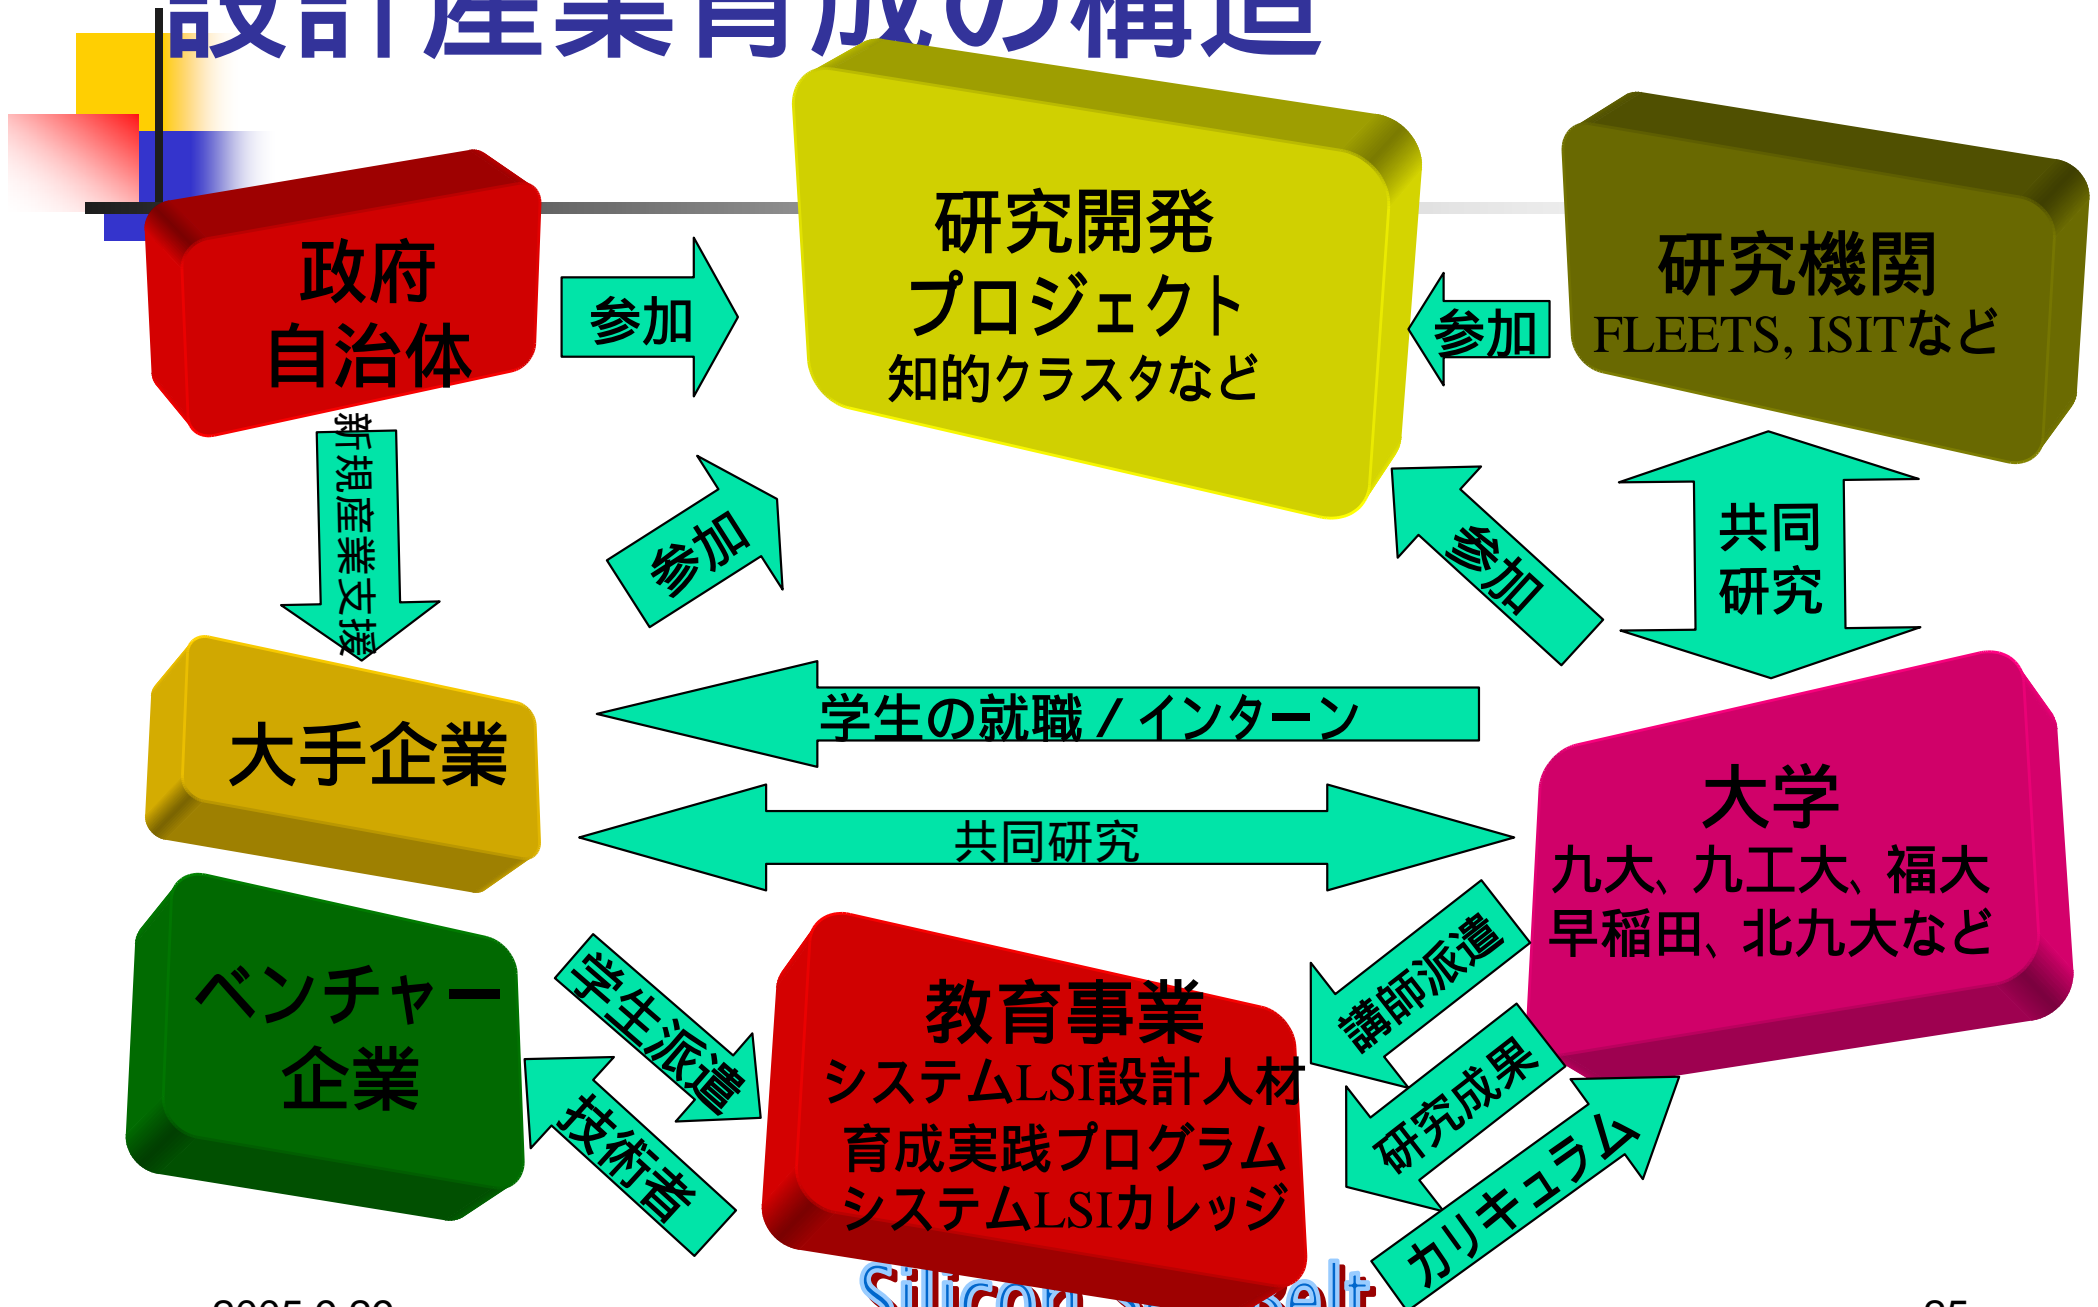 設計産業育成の構造
政府
自治体
参加
研究開発
プロジェクト
知的クラスタなど
参加
研究機関
FLEETS, ISITなど
新規産業支援
参加
参加
共同
研究
学生の就職 / インターン
大手企業
共同研究
大学
九大、九工大、福大
早稲田、北九大など
ベンチャー
企業
学生派遣
技術者
教育事業
システムLSI設計人材
育成実践プログラム
システムLSIカレッジ
講師派遣
研究成果
カリキュラム
Silicon